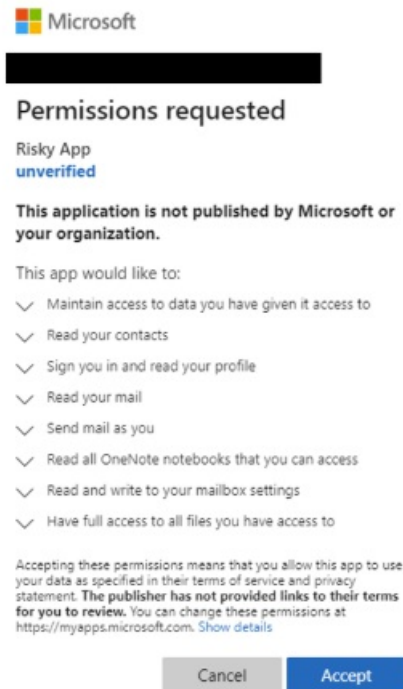 Microsoft
Permissions requested
Risky App
unverified
This application is not published by Microsoft or
your organization.
This app would like to:
Maintain access to data you have given it access to
Read your contacts
Sign you in and read your profile
Read your mail
Send mail as you
Read all OneNote notebooks that you can access
Read and write to your mailbox settings
Have full access to all files you have access to
Accepting these permissions means that you allow this app to use
your data as specified in their terms of service and privacy
statement. The publisher has not provided links to their terms
for you to review. You can change these permissions at
https://myapps.microsoft.com. Show details
Cancel Accept